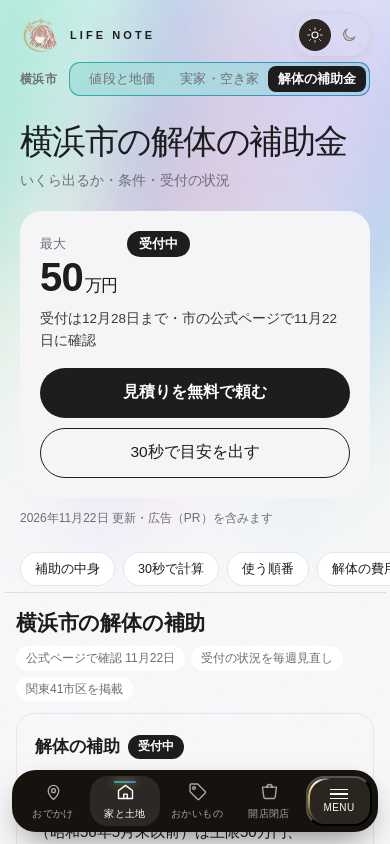 LIFE NOTE
横浜市
値段と地価
実家・空き家
解体の補助金
横浜市の解体の補助金
いくら出るか・条件・受付の状況
最大
受付中
50万円
受付は12月28日まで・市の公式ページで11月22
日に確認
見積りを無料で頼む
30秒で目安を出す
2026年11月22日 更新・広告（PR）を含みます
補助の中身
30秒で計算
使う順番
解体の費用
横浜市の解体の補助
公式ページで確認 11月22日
受付の状況を毎週見直し
関東41市区を掲載
解体の補助
受付中
おでかけ
家と土地
おかいもの
開店閉店
MENU